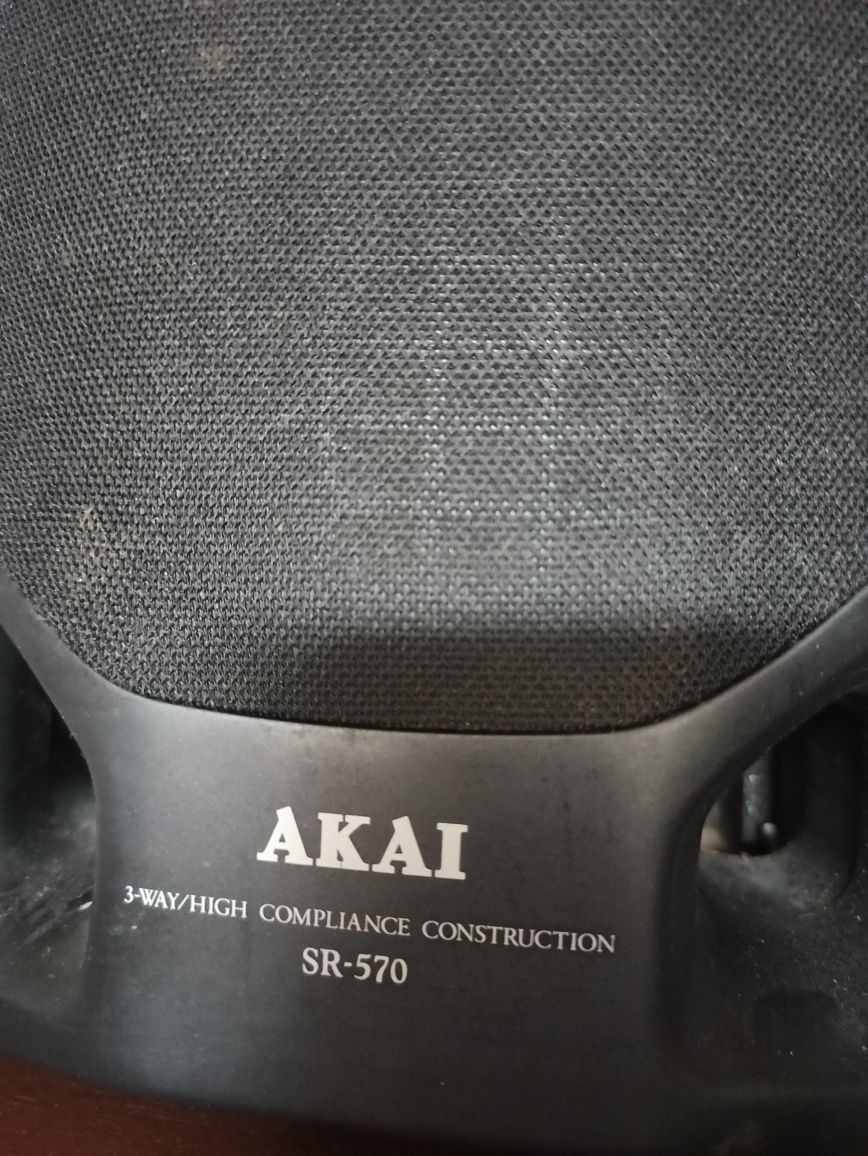 AKAI
3-WAY/HIGH COMPLIANCE CONSTRUCTION
SR-570